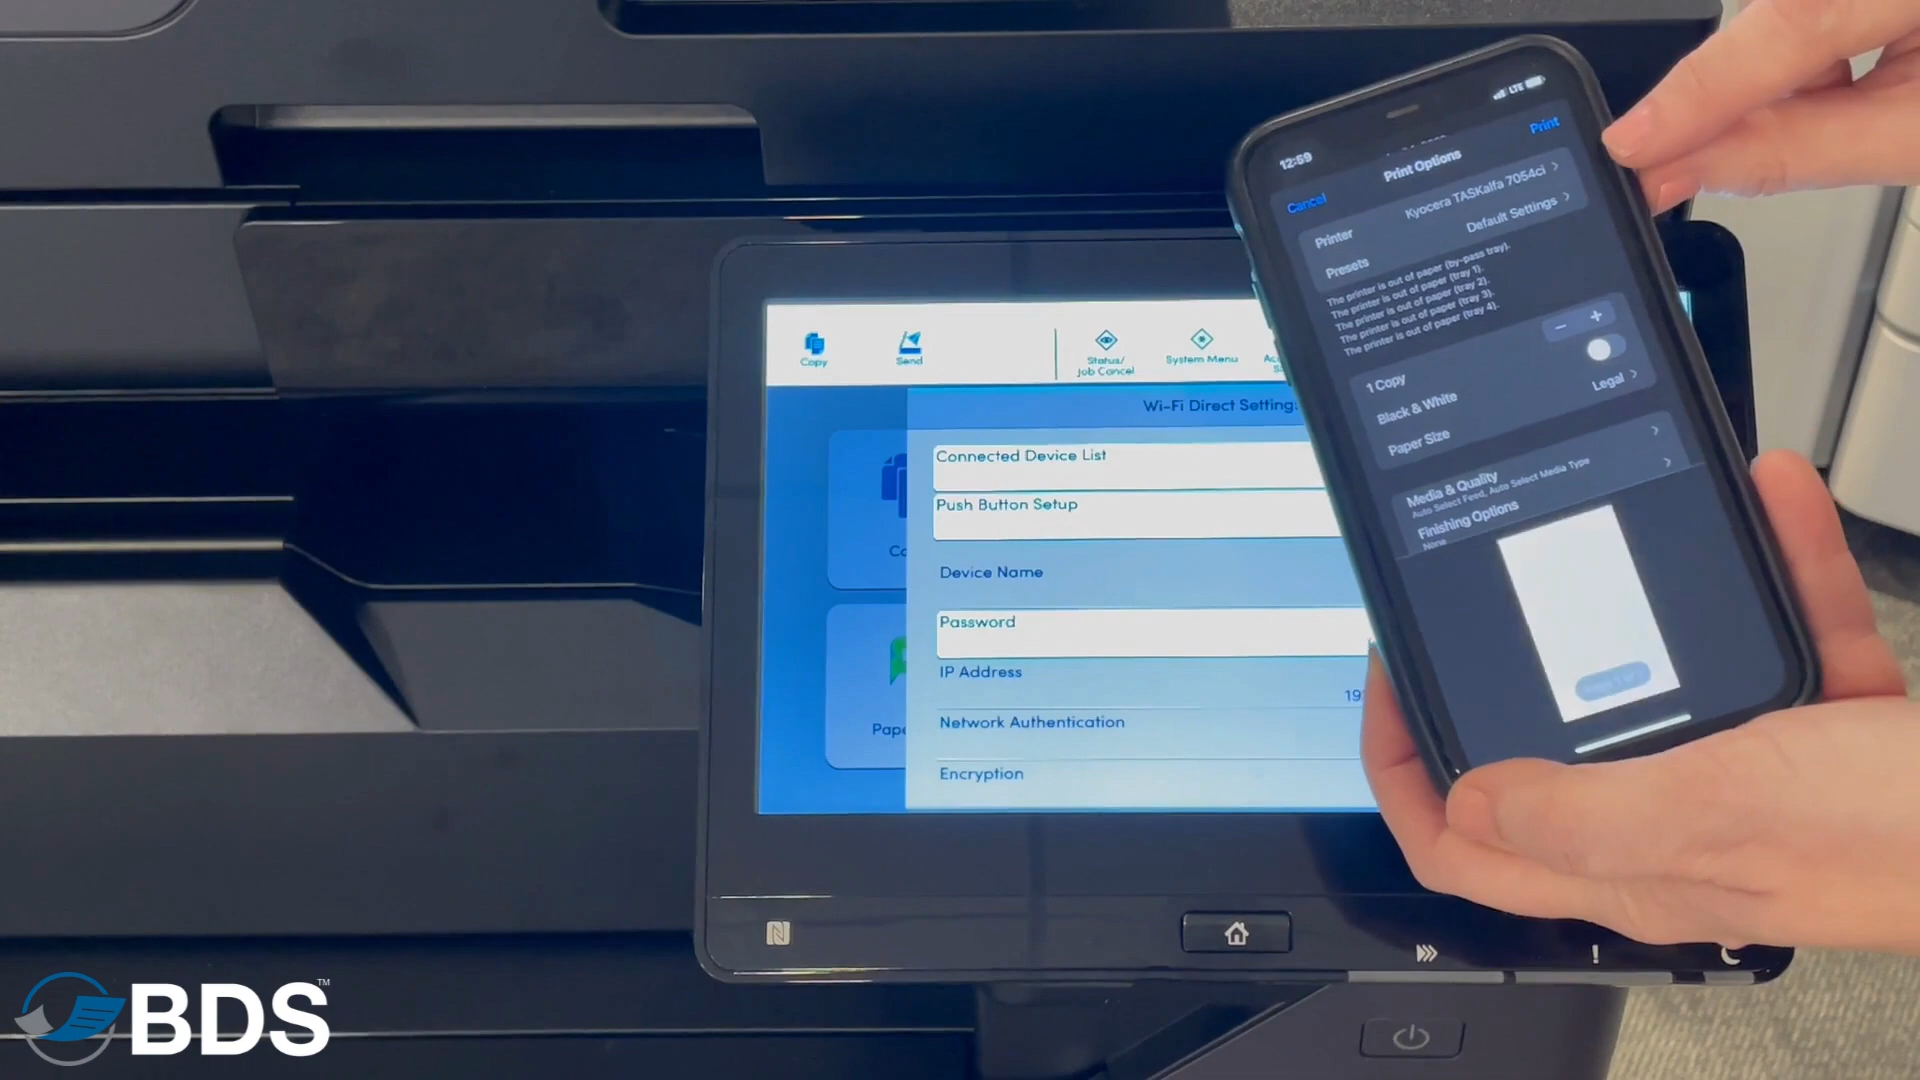 Copy
Send
Status/
Job Cancel
System Menu
Wi-Fi Direct Setting
Connected Device List
Push Button Setup
Device Name
Password
IP Address
19
Network Authentication
Encryption
Co
Pape
12:59
LTE
Cancel
Print Options
Print
Printer
Kyocera TASKalfa 7054ci
Presets
Default Settings
The printer is out of paper (by-pass tray).
The printer is out of paper (tray 1).
The printer is out of paper (tray 2).
The printer is out of paper (tray 3).
The printer is out of paper (tray 4).
1 Copy
Black & White
Paper Size
Legal
Media & Quality
Auto Select Feed, Auto Select Media Type
Finishing Options
None
BDS™